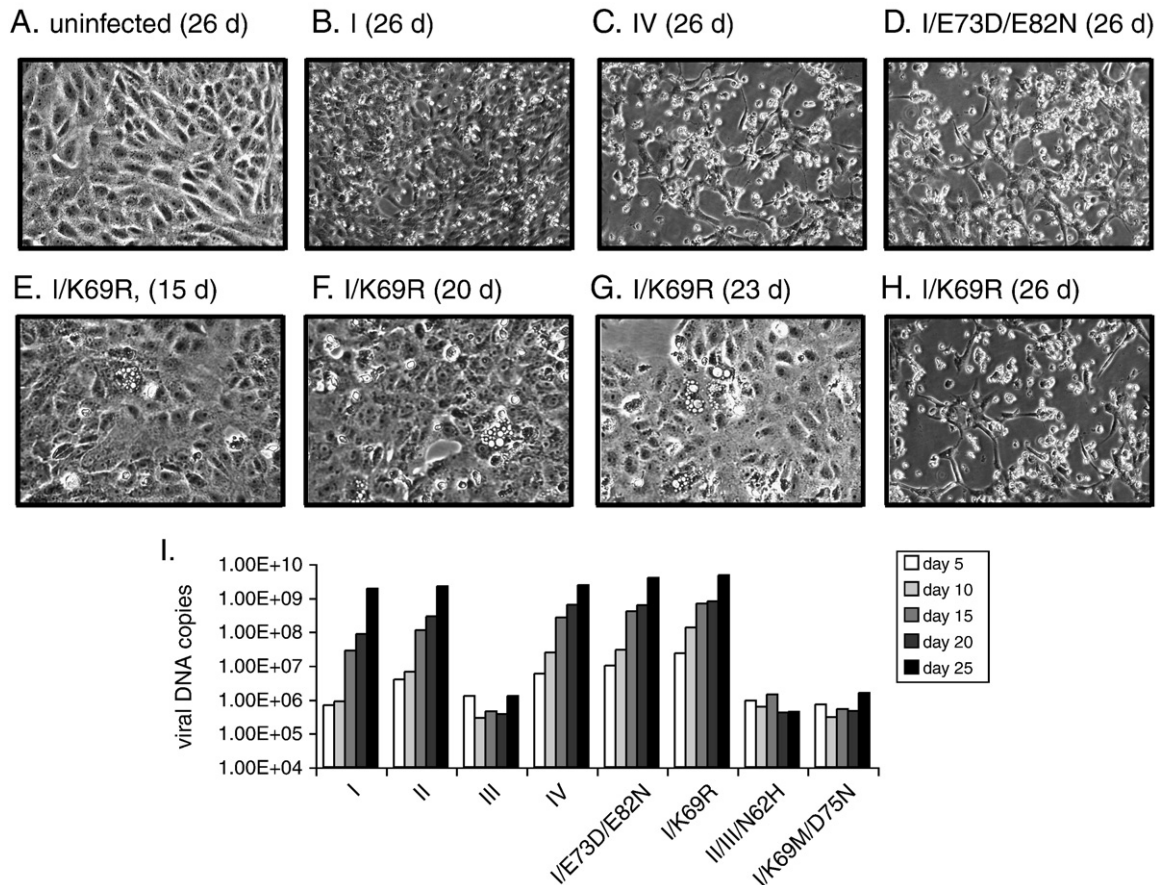 A. uninfected (26 d)
B. I (26 d)
C. IV (26 d)
D. I/E73D/E82N (26 d)
E. I/K69R, (15 d)
F. I/K69R (20 d)
G. I/K69R (23 d)
H. I/K69R (26 d)
I.
viral DNA copies
1.00E+10
1.00E+09
1.00E+08
1.00E+07
1.00E+06
1.00E+05
1.00E+04
I
II
III
IV
I/E73D/E82N
I/K69R
II/III/N62H
I/K69M/D75N
day 5
day 10
day 15
day 20
day 25